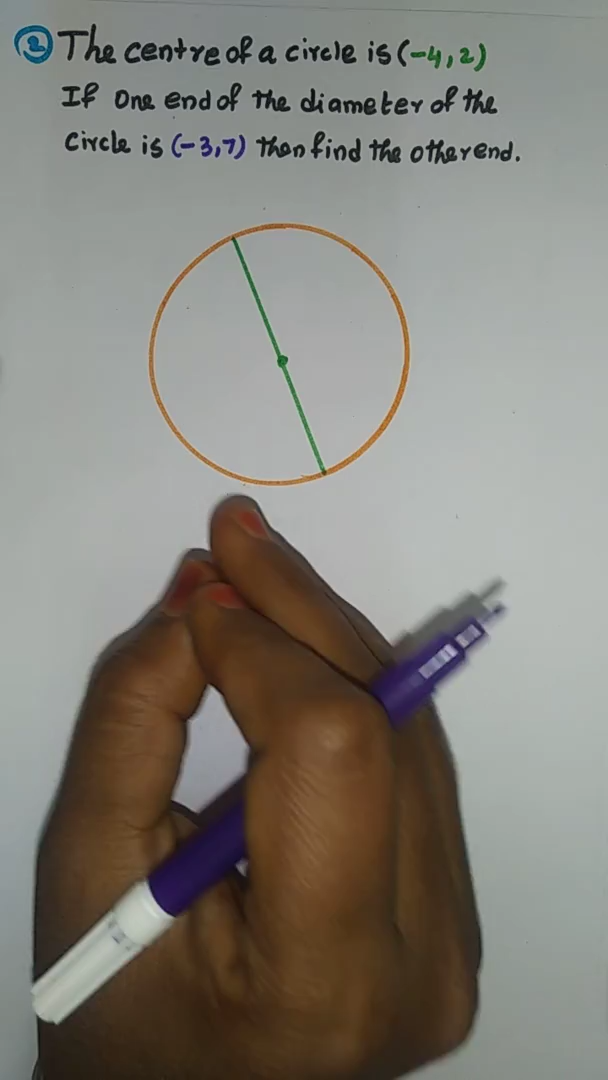 ② The centre of a circle is (-4,2)
If one end of the diameter of the
circle is (-3,7) then find the other end.